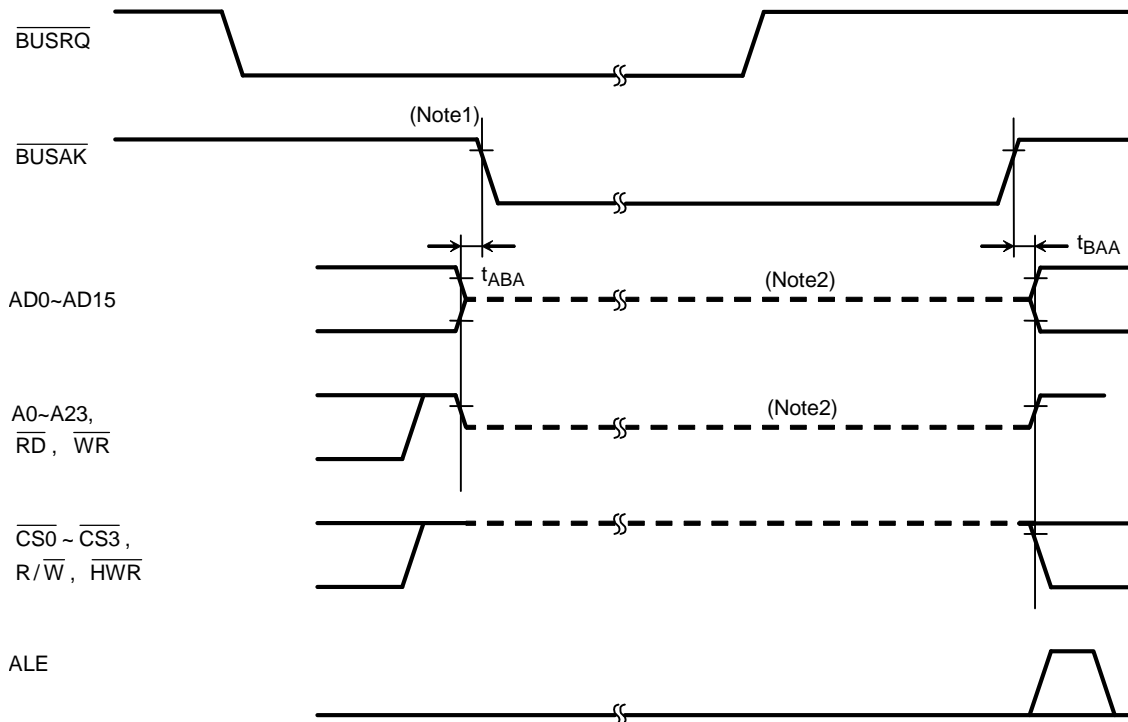 BUSRQ
(Note1)
BUSAK
tABA
tBAA
AD0~AD15
(Note2)
A0~A23,
RD , WR
(Note2)
CS0 ~ CS3 ,
R/W , HWR
ALE